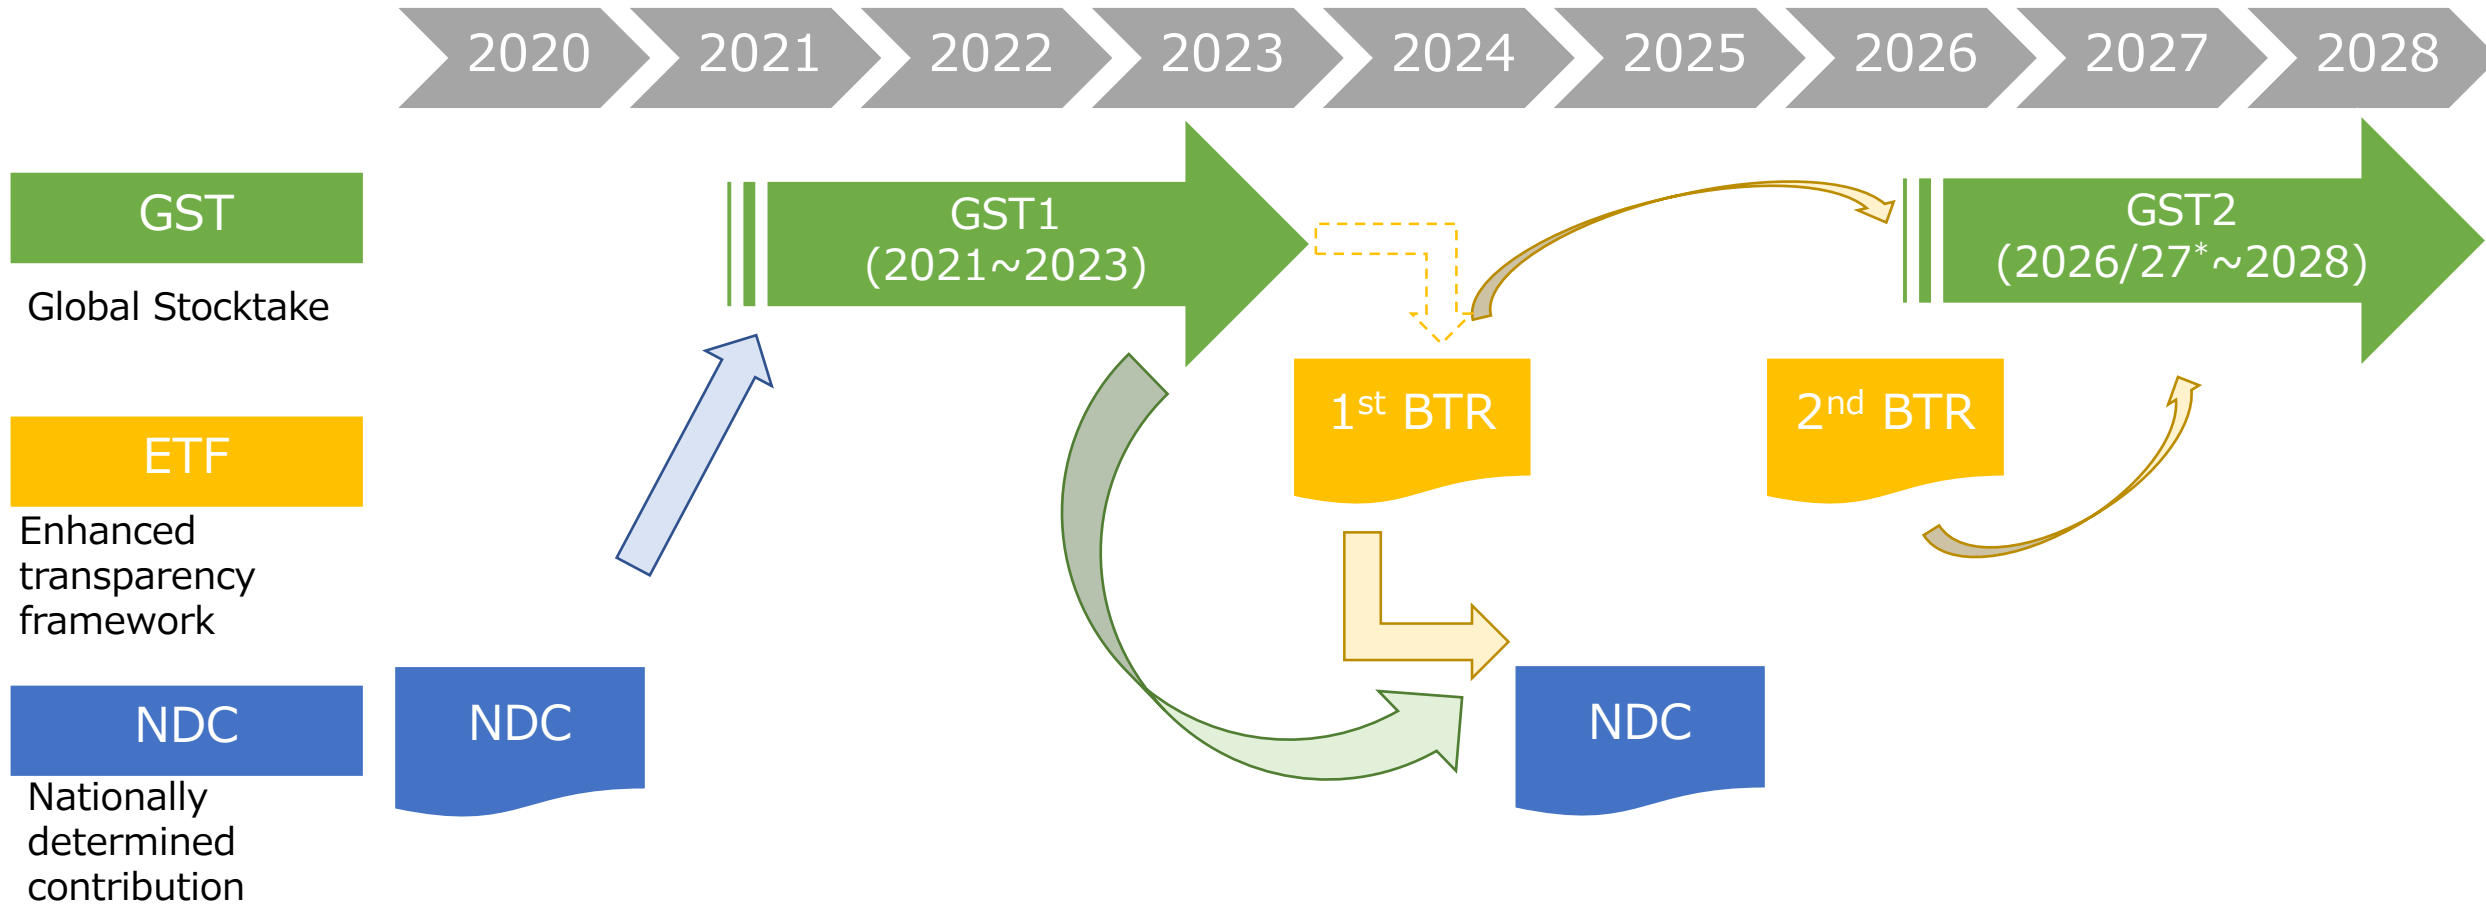 2020 2021 2022 2023 2024 2025 2026 2027 2028
GST
Global Stocktake
GST1
(2021~2023)
GST2
(2026/27*~2028)
ETF
Enhanced
transparency
framework
1st BTR
2nd BTR
NDC
Nationally
determined
contribution
NDC
NDC